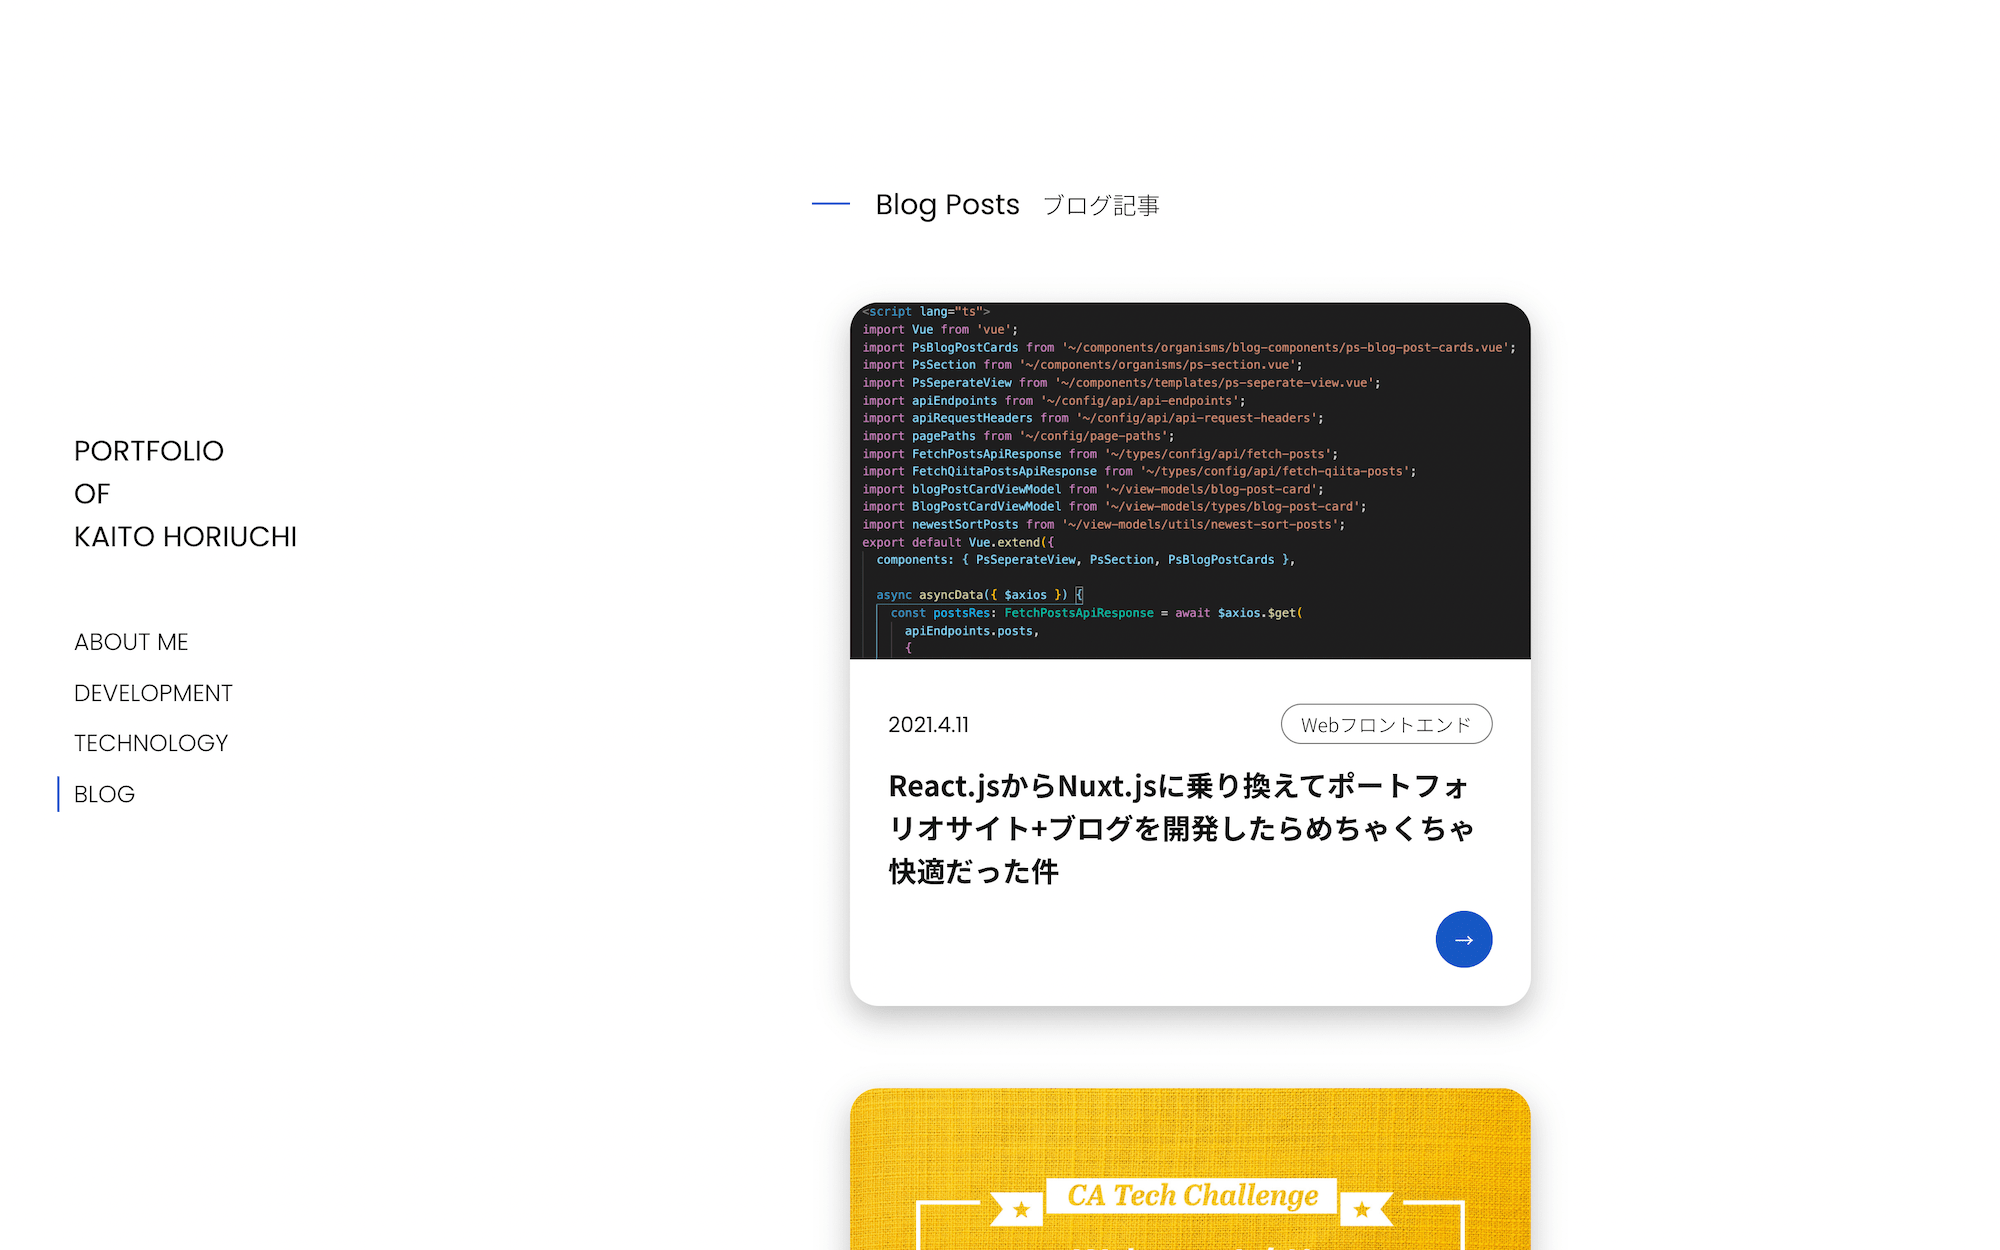 Blog Posts ブログ記事
PORTFOLIO
OF
KAITO HORIUCHI
ABOUT ME
DEVELOPMENT
TECHNOLOGY
BLOG
<script lang="ts">
import Vue from 'vue';
import PsBlogPostCards from '~/components/organisms/blog-components/ps-blog-post-cards.vue';
import PsSection from '~/components/organisms/ps-section.vue';
import PsSeperateView from '~/components/templates/ps-seperate-view.vue';
import apiEndpoints from '~/config/api/api-endpoints';
import apiRequestHeaders from '~/config/api/api-request-headers';
import pagePaths from '~/config/page-paths';
import FetchPostsApiResponse from '~/types/config/api/fetch-posts';
import FetchQiitaPostsApiResponse from '~/types/config/api/fetch-qiita-posts';
import blogPostCardViewModel from '~/view-models/blog-post-card';
import BlogPostCardViewModel from '~/view-models/types/blog-post-card';
import newestSortPosts from '~/view-models/utils/newest-sort-posts';
export default Vue.extend({
components: { PsSeperateView, PsSection, PsBlogPostCards },
async asyncData({ $axios }) {
const postsRes: FetchPostsApiResponse = await $axios.$get(
apiEndpoints.posts,
{
2021.4.11 Webフロントエンド
React.jsからNuxt.jsに乗り換えてポートフォ
リオサイト+ブログを開発したらめちゃくちゃ
快適だった件
→
CA Tech Challenge